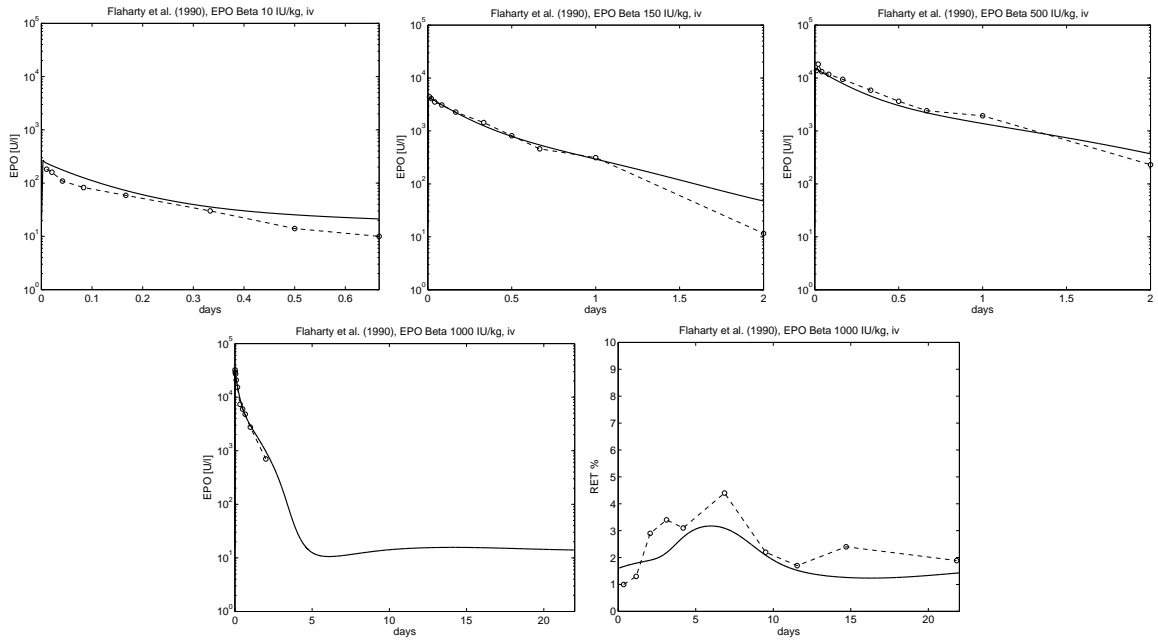 Flaharty et al. (1990), EPO Beta 10 IU/kg, iv
10^5
10^4
10^3
10^2
10^1
10^0
EPO [U/l]
0 0.1 0.2 0.3 0.4 0.5 0.6
days
Flaharty et al. (1990), EPO Beta 150 IU/kg, iv
10^5
10^4
10^3
10^2
10^1
10^0
EPO [U/l]
0 0.5 1 1.5 2
days
Flaharty et al. (1990), EPO Beta 500 IU/kg, iv
10^5
10^4
10^3
10^2
10^1
10^0
EPO [U/l]
0 0.5 1 1.5 2
days
Flaharty et al. (1990), EPO Beta 1000 IU/kg, iv
10^5
10^4
10^3
10^2
10^1
10^0
EPO [U/l]
0 5 10 15 20
days
Flaharty et al. (1990), EPO Beta 1000 IU/kg, iv
10
9
8
7
6
5
4
3
2
1
0
RET %
0 5 10 15 20
days